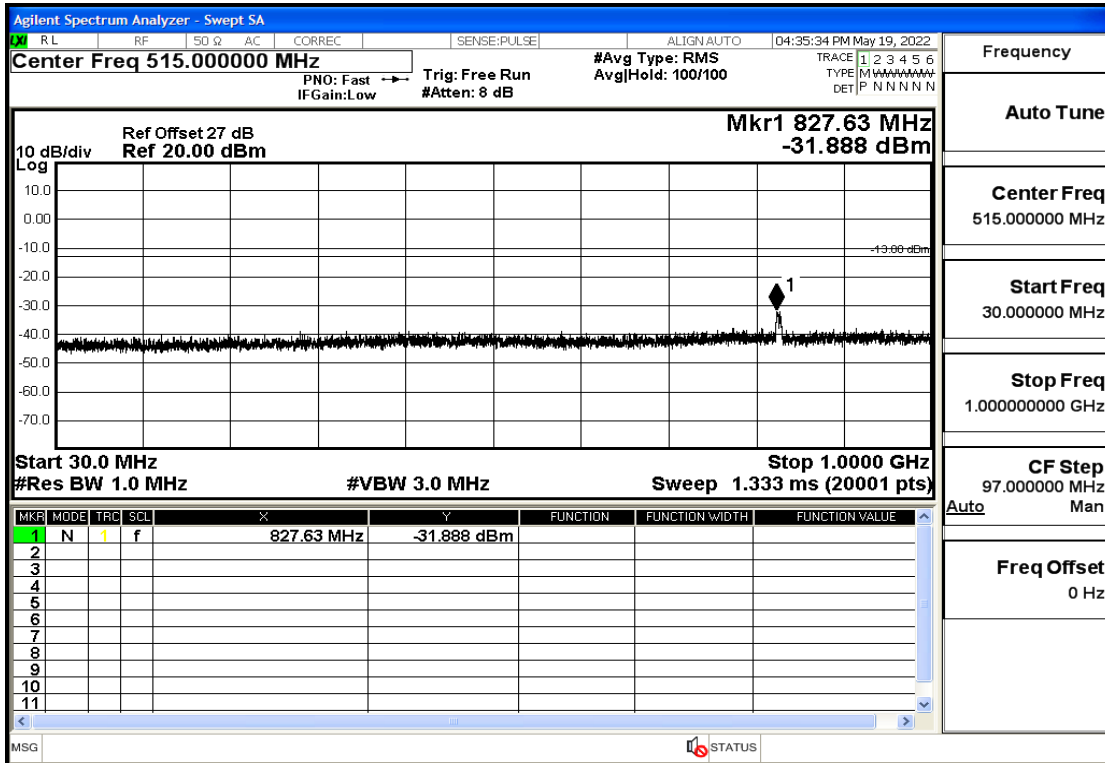 Agilent Spectrum Analyzer - Swept SA
LXI RL RF 50 Ω AC CORREC SENSE:PULSE ALIGN AUTO 04:35:34 PM May 19, 2022
Center Freq 515.000000 MHz
PNO: Fast
IFGain:Low
Trig: Free Run
#Atten: 8 dB
#Avg Type: RMS
Avg|Hold: 100/100
TRACE 1 2 3 4 5 6
TYPE M
DET P N N N N N
Mkr1 827.63 MHz
-31.888 dBm
Ref Offset 27 dB
10 dB/div Ref 20.00 dBm
Log
10.0
0.00
-10.0
-13.00 dBm
-20.0
1
-30.0
-40.0
-50.0
-60.0
-70.0
Start 30.0 MHz Stop 1.0000 GHz
#Res BW 1.0 MHz #VBW 3.0 MHz Sweep 1.333 ms (20001 pts)
MKR MODE TRC SCL X Y FUNCTION FUNCTION WIDTH FUNCTION VALUE
1 N 1 f 827.63 MHz -31.888 dBm
2
3
4
5
6
7
8
9
10
11
MSG STATUS
Frequency
Auto Tune
Center Freq
515.000000 MHz
Start Freq
30.000000 MHz
Stop Freq
1.000000000 GHz
CF Step
97.000000 MHz
Auto Man
Freq Offset
0 Hz